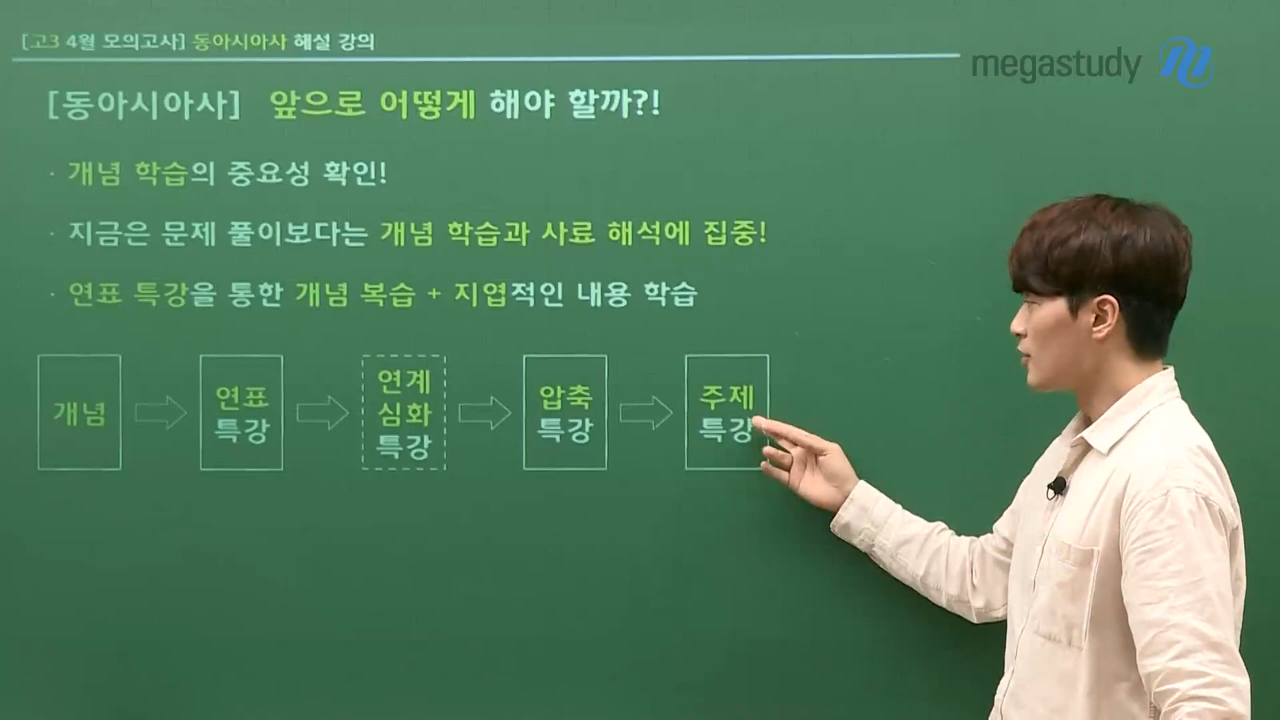 [고3 4월 모의고사] 동아시아사 해설 강의
megastudy
[동아시아사] 앞으로 어떻게 해야 할까?!
· 개념 학습의 중요성 확인!
· 지금은 문제 풀이보다는 개념 학습과 사료 해석에 집중!
· 연표 특강을 통한 개념 복습 + 지엽적인 내용 학습
개념
연표
특강
연계
심화
특강
압축
특강
주제
특강